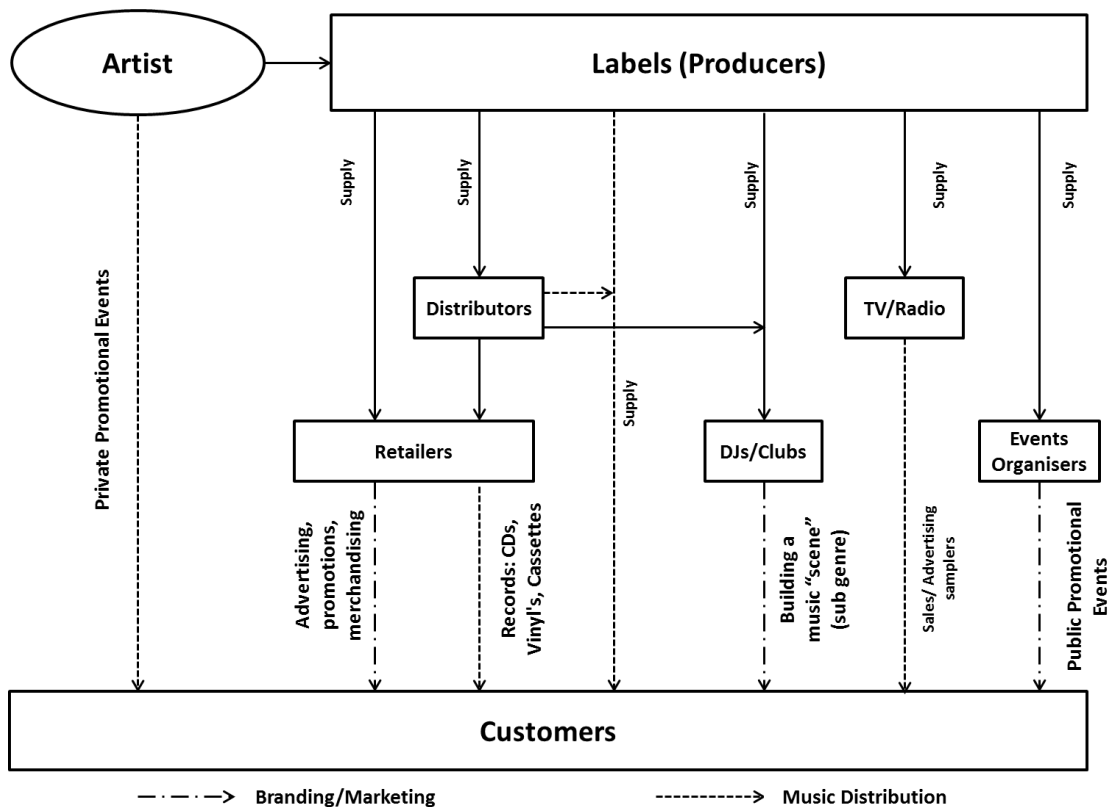 Artist
Labels (Producers)
Supply
Supply
Supply
Supply
Supply
Private Promotional Events
Distributors
TV/Radio
Supply
Retailers
DJs/Clubs
Events
Organisers
Advertising,
promotions,
merchandising
Records: CDs,
Vinyl's, Cassettes
Building a
music “scene”
(sub genre)
Sales/ Advertising
samplers
Public Promotional
Events
Customers
Branding/Marketing
Music Distribution